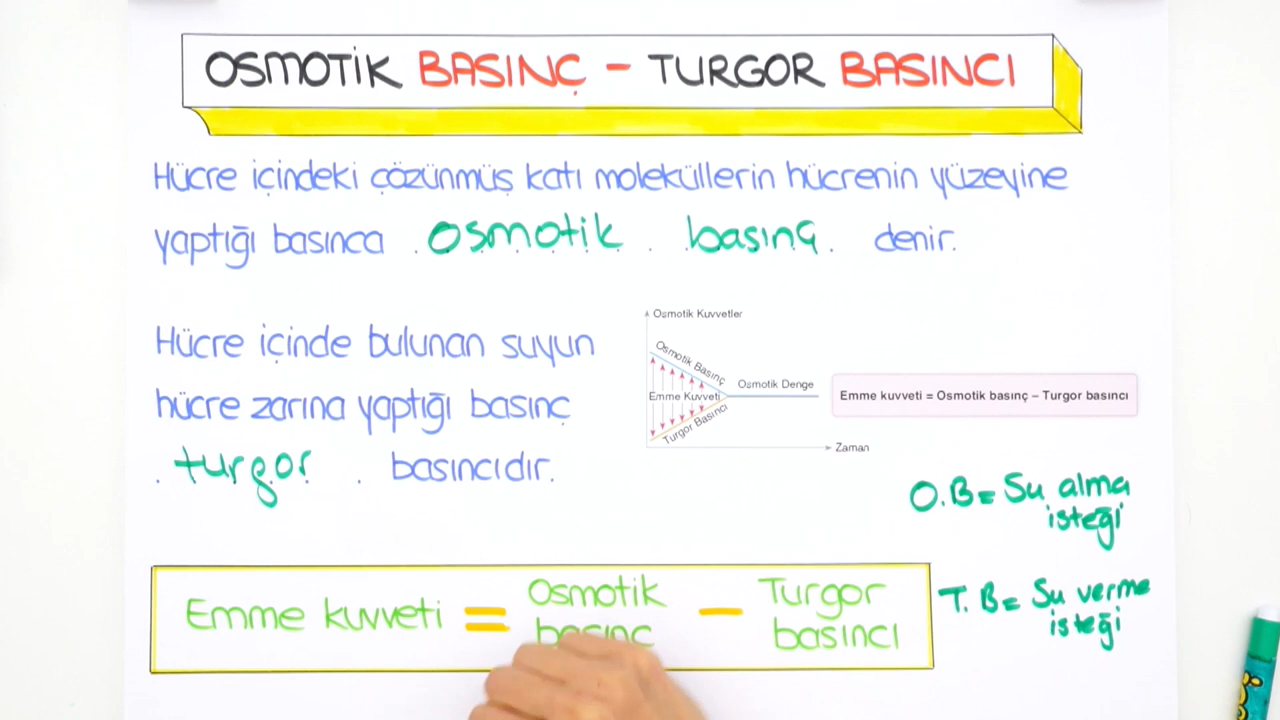 OSMOTİK BASINÇ - TURGOR BASINCI
Hücre içindeki çözünmüş katı moleküllerin hücrenin yüzeyine
yaptığı basınca . osmotik . basınç . denir.
Hücre içinde bulunan suyun
hücre zarına yaptığı basınç
. turgor . basıncıdır.
Osmotik Kuvvetler
Osmotik Basınç
Osmotik Denge
Emme Kuvveti
Turgor Basıncı
Zaman
Emme kuvveti = Osmotik basınç – Turgor basıncı
O.B = Su alma
isteği
T.B = Su verme
isteği
Emme kuvveti = Osmotik basınç - Turgor basıncı